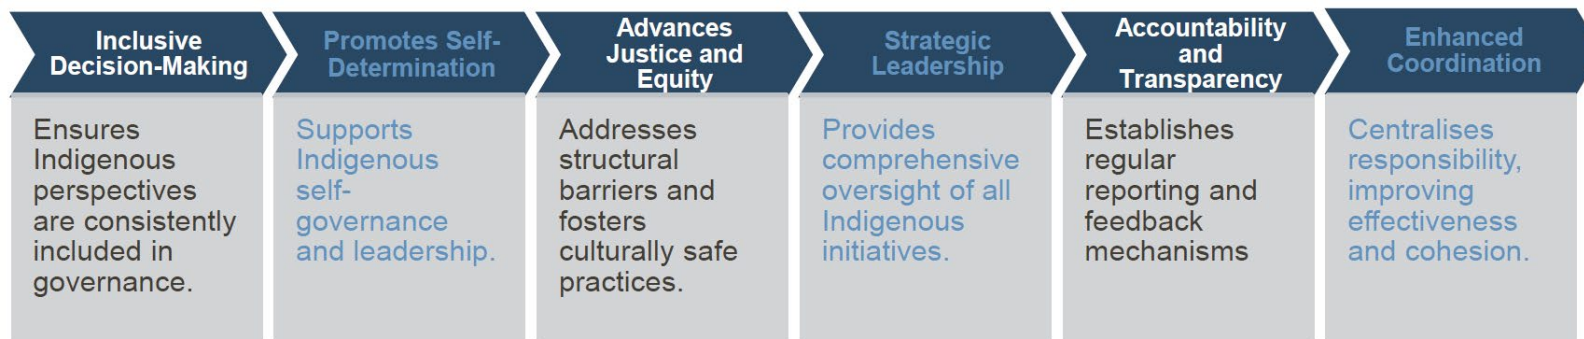 Inclusive
Decision-Making
Ensures
Indigenous
perspectives
are consistently
included in
governance.
Promotes Self-
Determination
Supports
Indigenous
self-
governance
and leadership.
Advances
Justice and
Equity
Addresses
structural
barriers and
fosters
culturally safe
practices.
Strategic
Leadership
Provides
comprehensive
oversight of all
Indigenous
initiatives.
Accountability
and
Transparency
Establishes
regular
reporting and
feedback
mechanisms
Enhanced
Coordination
Centralises
responsibility,
improving
effectiveness
and cohesion.